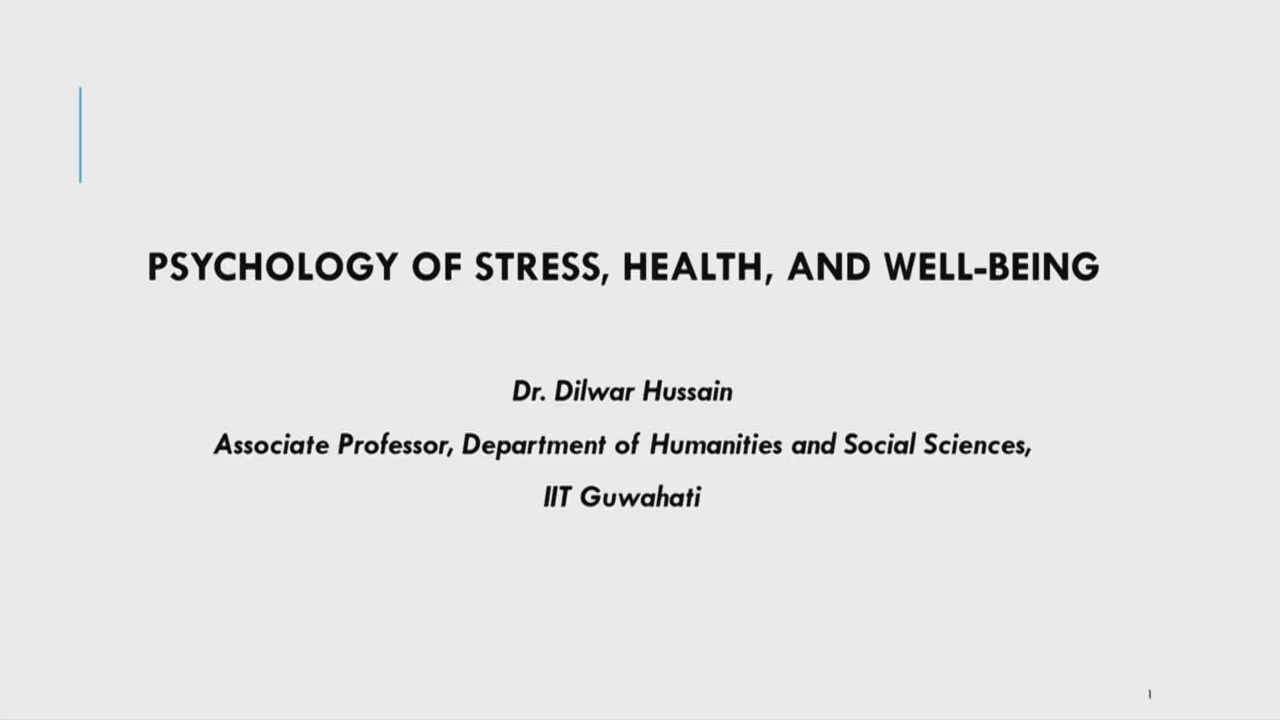 PSYCHOLOGY OF STRESS, HEALTH, AND WELL-BEING
Dr. Dilwar Hussain
Associate Professor, Department of Humanities and Social Sciences,
IIT Guwahati
1